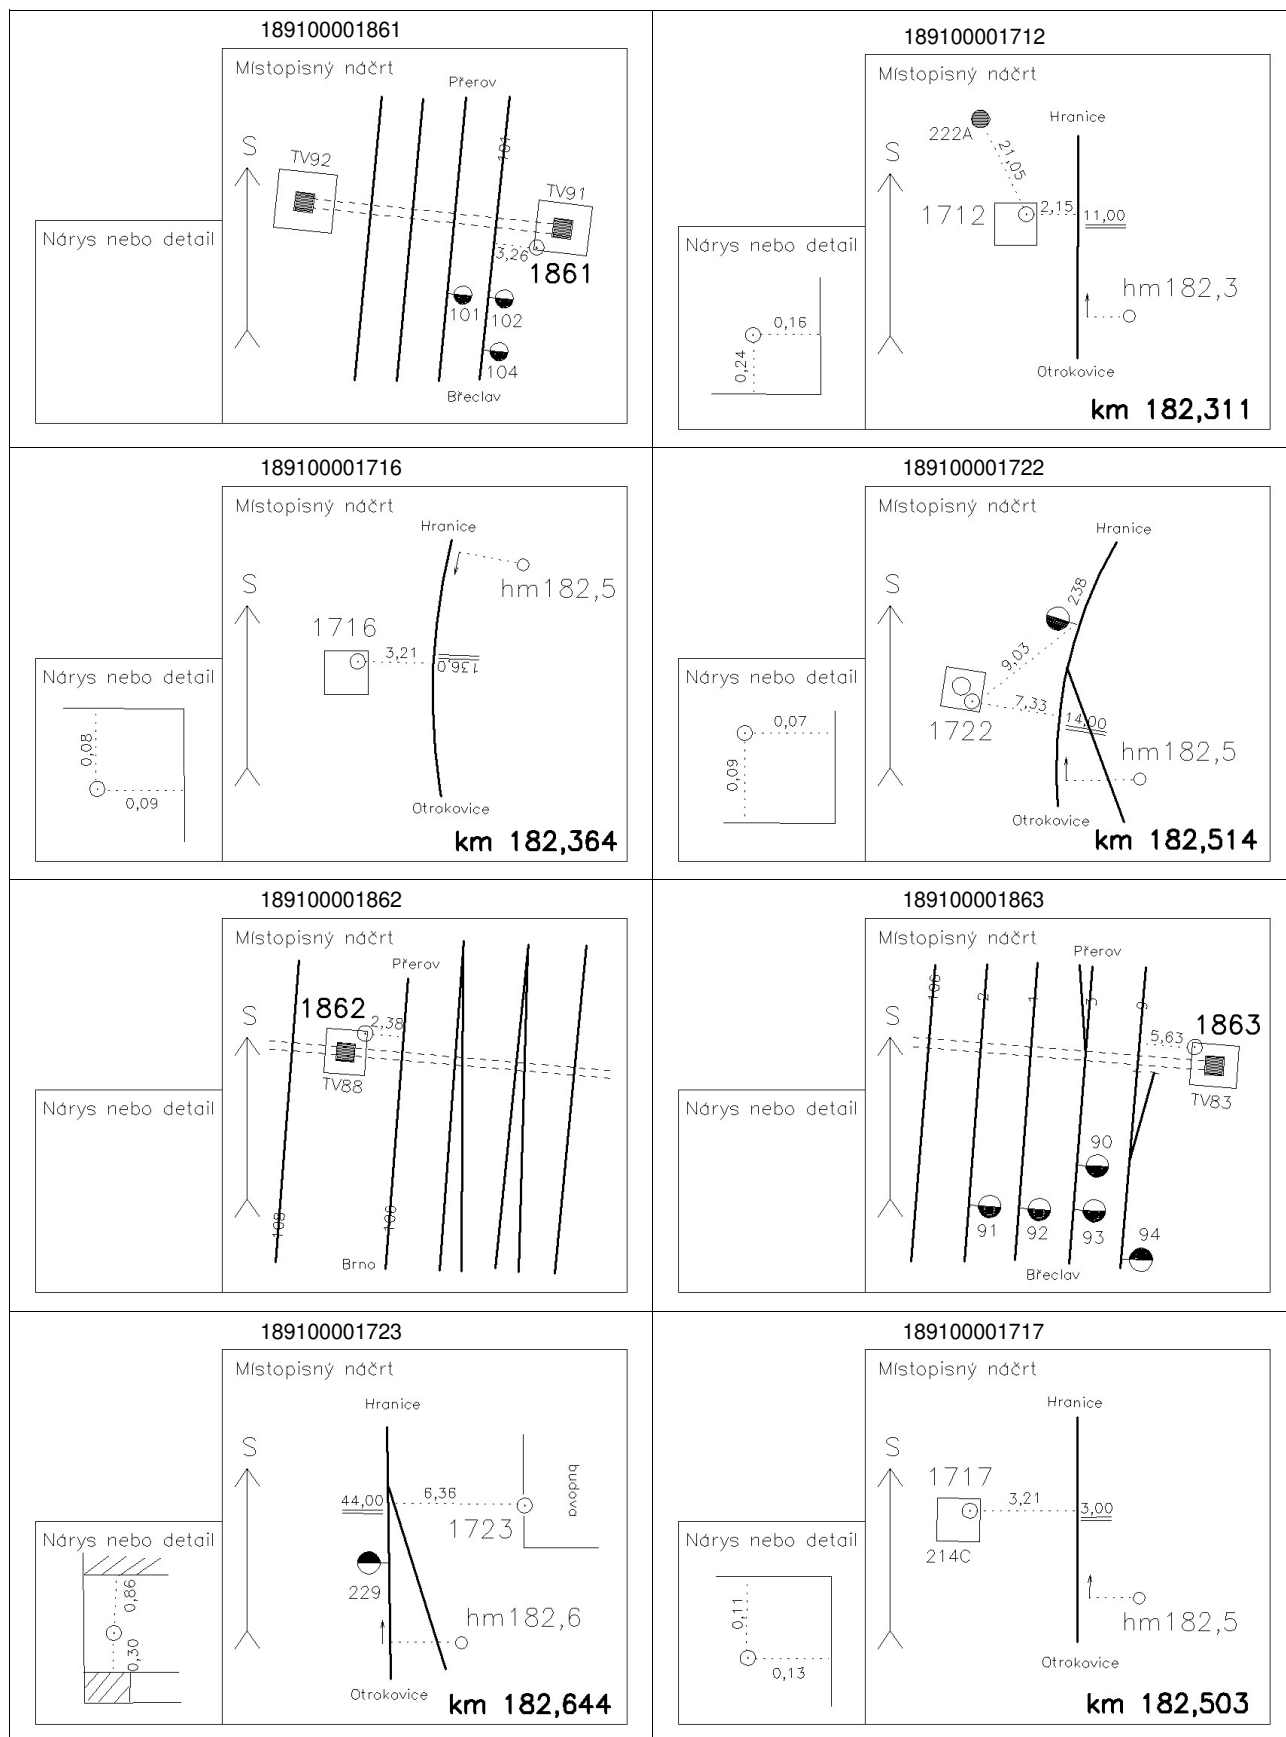 189100001861
Místopisný náčrt
Přerov
101
S
TV92
TV91
3,26
1861
Nárys nebo detail
101
102
104
Břeclav
189100001712
Místopisný náčrt
Hranice
222A
21,05
S
1712
2,15
11,00
Nárys nebo detail
hm182,3
0,16
0,24
Otrokovice
km 182,311
189100001716
Místopisný náčrt
Hranice
hm182,5
S
1716
3,21
136,0
Nárys nebo detail
0,08
0,09
Otrokovice
km 182,364
189100001722
Místopisný náčrt
Hranice
S
238
9,03
7,33
14,00
1722
Nárys nebo detail
hm182,5
0,07
0,09
Otrokovice
km 182,514
189100001862
Místopisný náčrt
Přerov
1862
2,38
S
TV88
Nárys nebo detail
108
106
Brno
189100001863
Místopisný náčrt
Přerov
106
2
1
3
9
S
1863
5,63
TV83
Nárys nebo detail
90
91
92
93
94
Břeclav
189100001723
Místopisný náčrt
Hranice
S
budova
44,00
6,36
1723
Nárys nebo detail
229
0,86
0,30
hm182,6
Otrokovice
km 182,644
189100001717
Místopisný náčrt
Hranice
S
1717
3,21
3,00
214C
Nárys nebo detail
0,11
0,13
hm182,5
Otrokovice
km 182,503